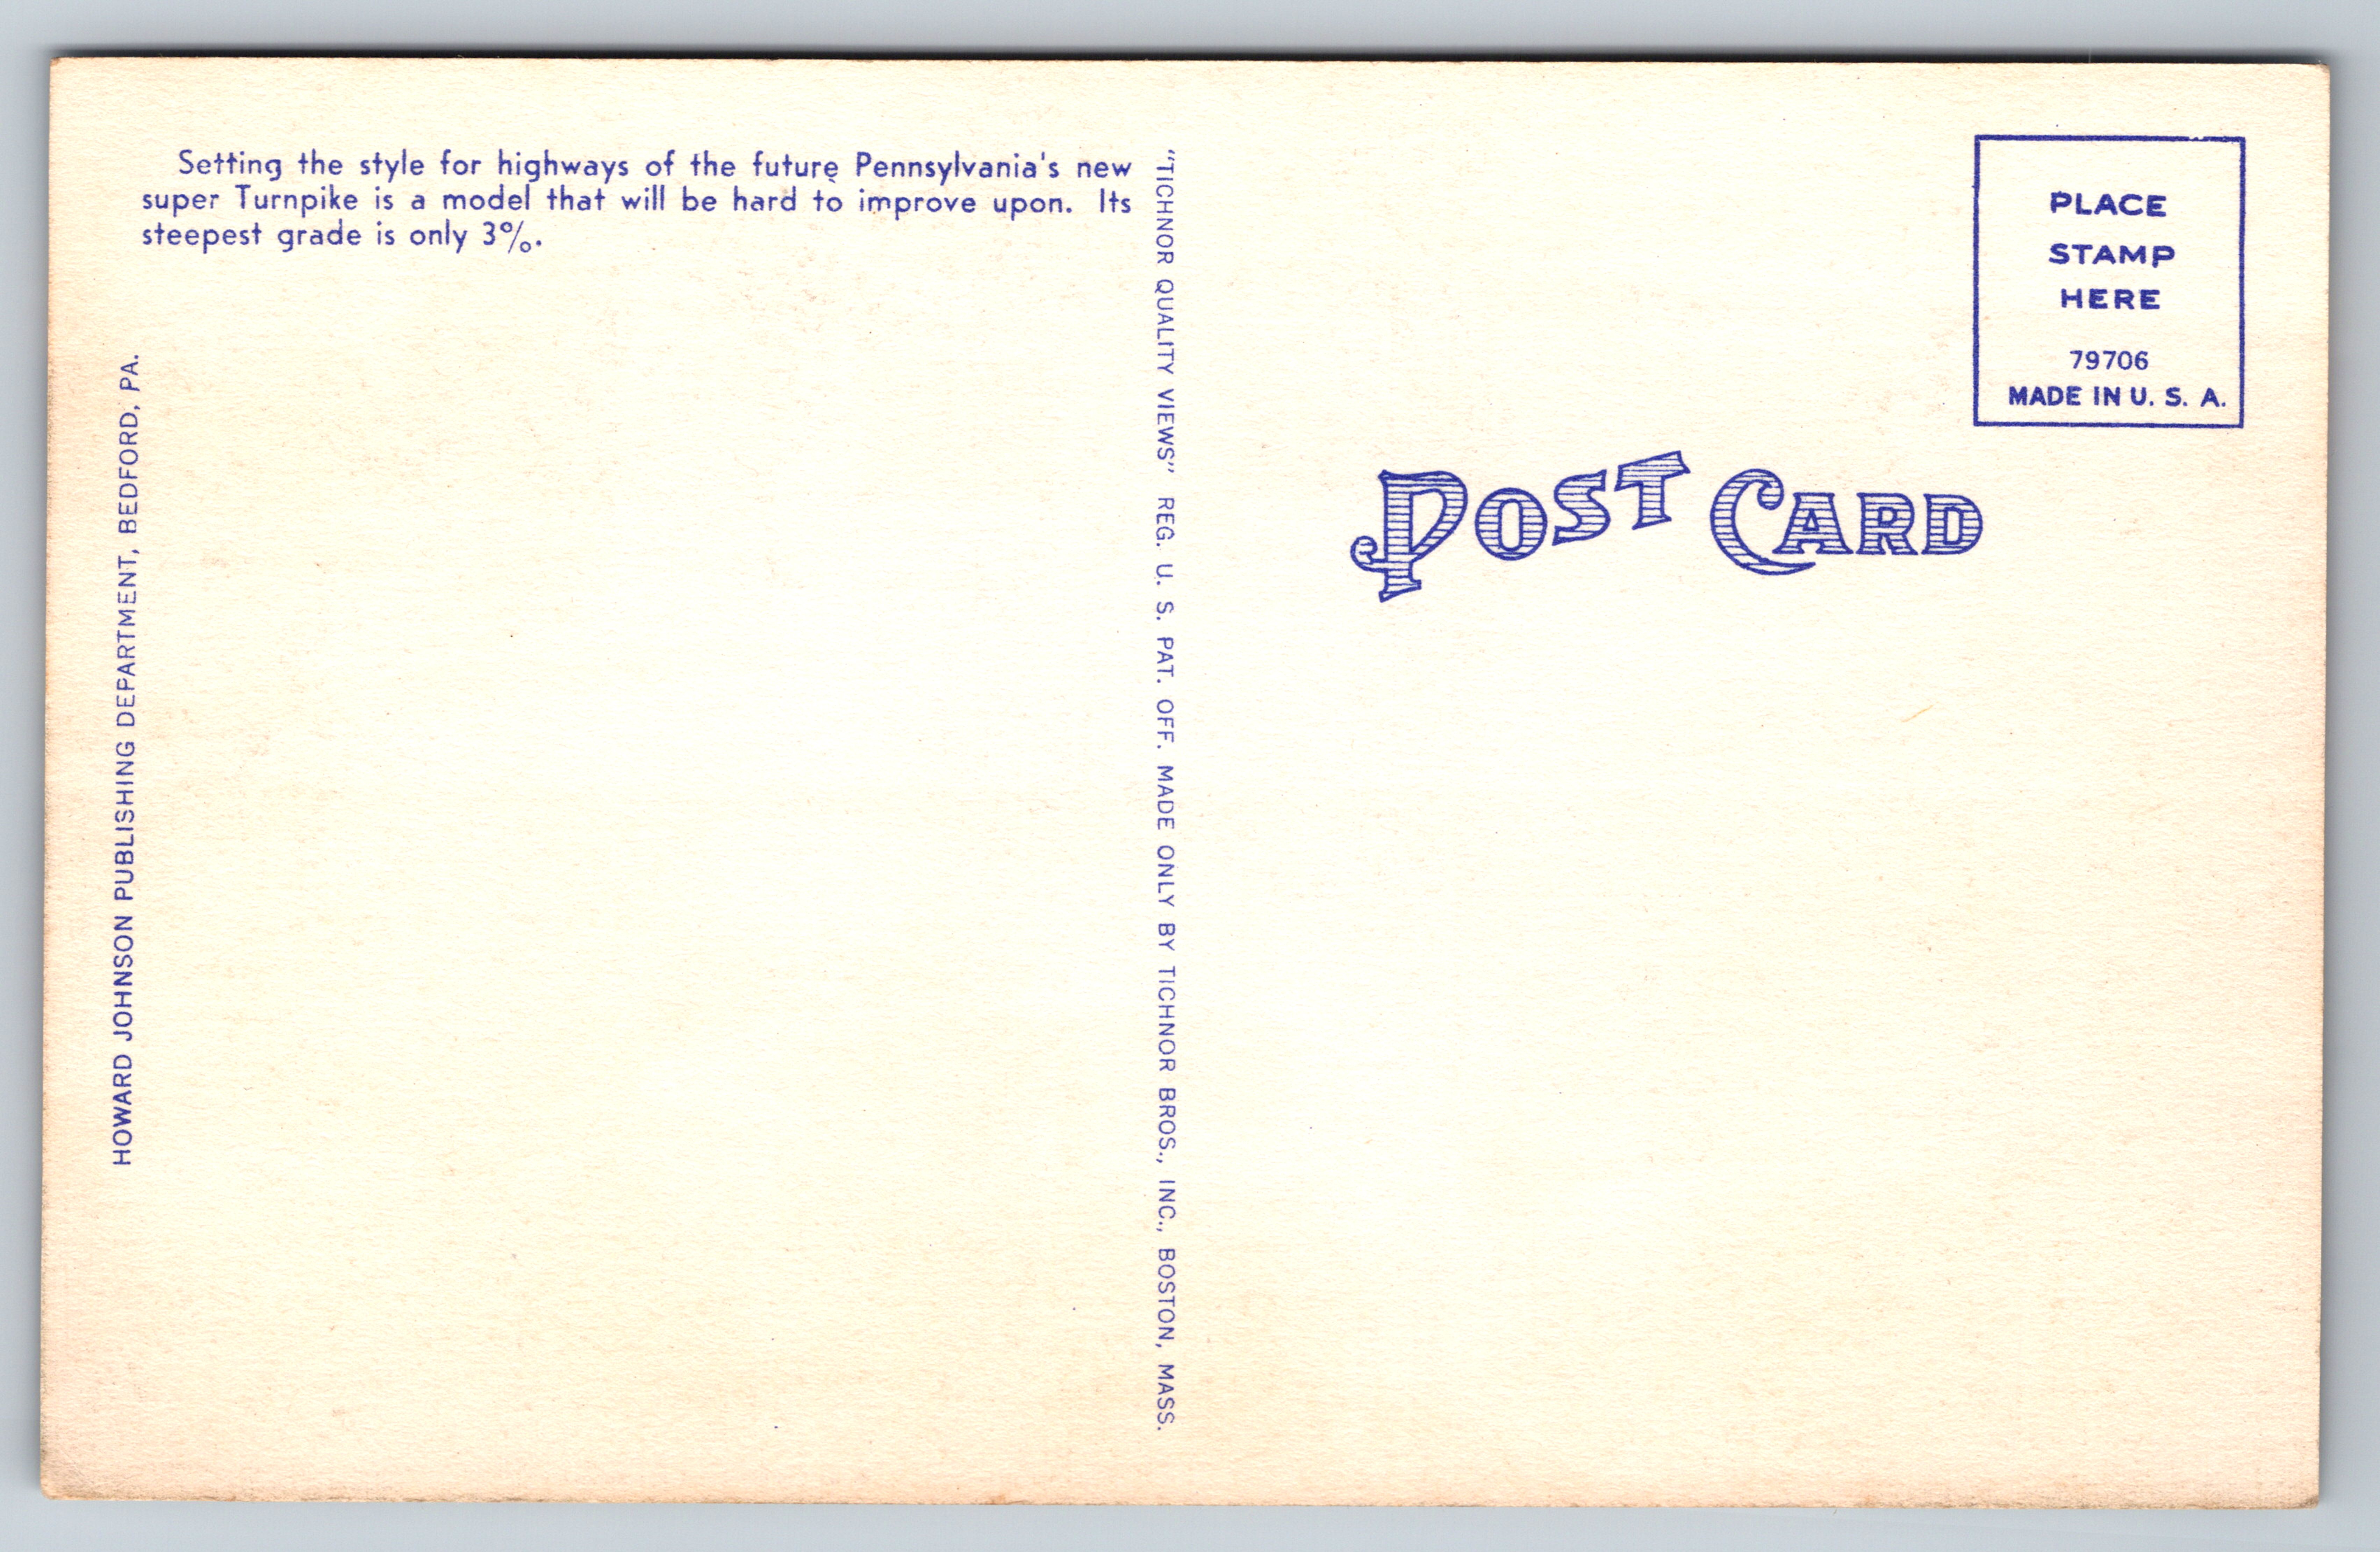 Setting the style for highways of the future Pennsylvania's new
super Turnpike is a model that will be hard to improve upon. Its
steepest grade is only 3%.
HOWARD JOHNSON PUBLISHING DEPARTMENT, BEDFORD, PA.
"TICHNOR QUALITY VIEWS" REG. U. S. PAT. OFF. MADE ONLY BY TICHNOR BROS., INC., BOSTON, MASS.
PLACE
STAMP
HERE
79706
MADE IN U. S. A.
POST CARD